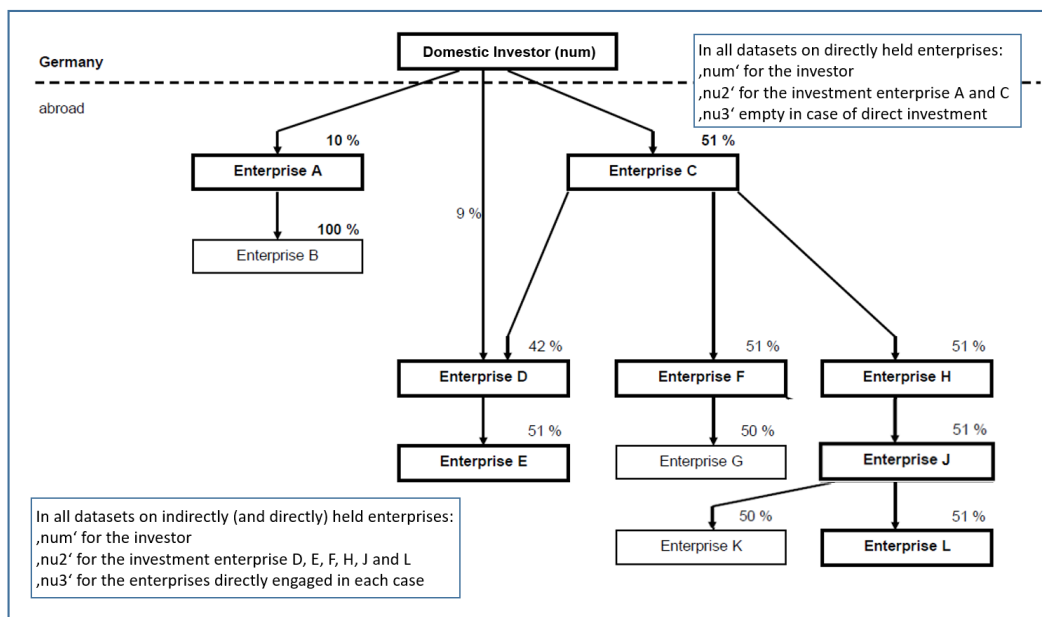 Domestic Investor (num)
Germany
abroad
In all datasets on directly held enterprises:
‚num‘ for the investor
‚nu2‘ for the investment enterprise A and C
‚nu3‘ empty in case of direct investment
10 %
51 %
Enterprise A
Enterprise C
9 %
100 %
Enterprise B
42 %
51 %
51 %
Enterprise D
Enterprise F
Enterprise H
51 %
50 %
51 %
Enterprise E
Enterprise G
Enterprise J
50 %
51 %
Enterprise K
Enterprise L
In all datasets on indirectly (and directly) held enterprises:
‚num‘ for the investor
‚nu2‘ for the investment enterprise D, E, F, H, J and L
‚nu3‘ for the enterprises directly engaged in each case